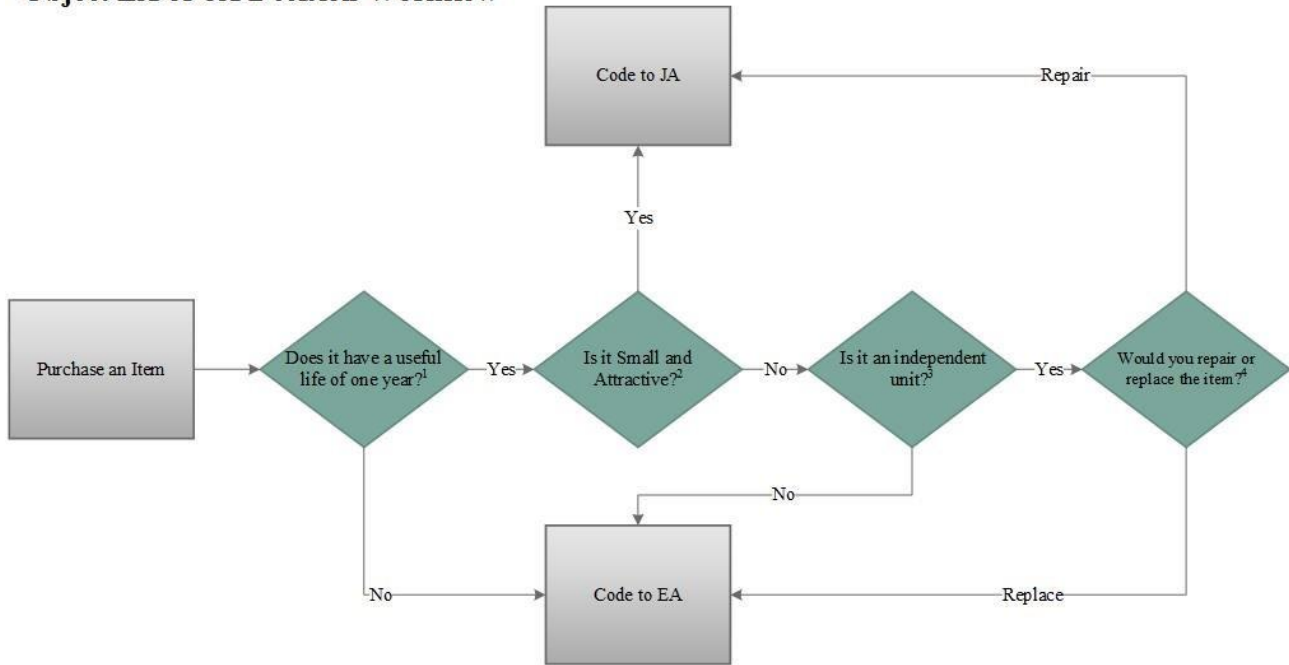 Code to JA
Repair
Yes
Purchase an Item
Does it have a useful
life of one year?¹
Yes
Is it Small and
Attractive?²
No
Is it an independent
unit?³
Yes
Would you repair or
replace the item?⁴
No
No
Code to EA
Replace